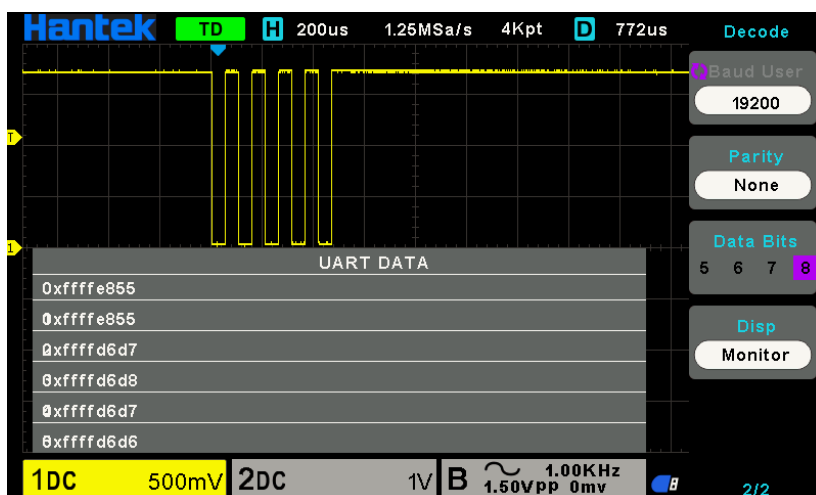 Hantek TD H 200us 1.25MSa/s 4Kpt D 772us Decode
Baud User
19200
T
Parity
None
1
Data Bits
5 6 7 8
UART DATA
0xffffe855
0xffffe855
Disp
0xffffd6d7
Monitor
0xffffd6d8
0xffffd6d7
0xffffd6d6
1DC 500mV 2DC 1V B 1.00KHz
1.50Vpp 0mv
2/2